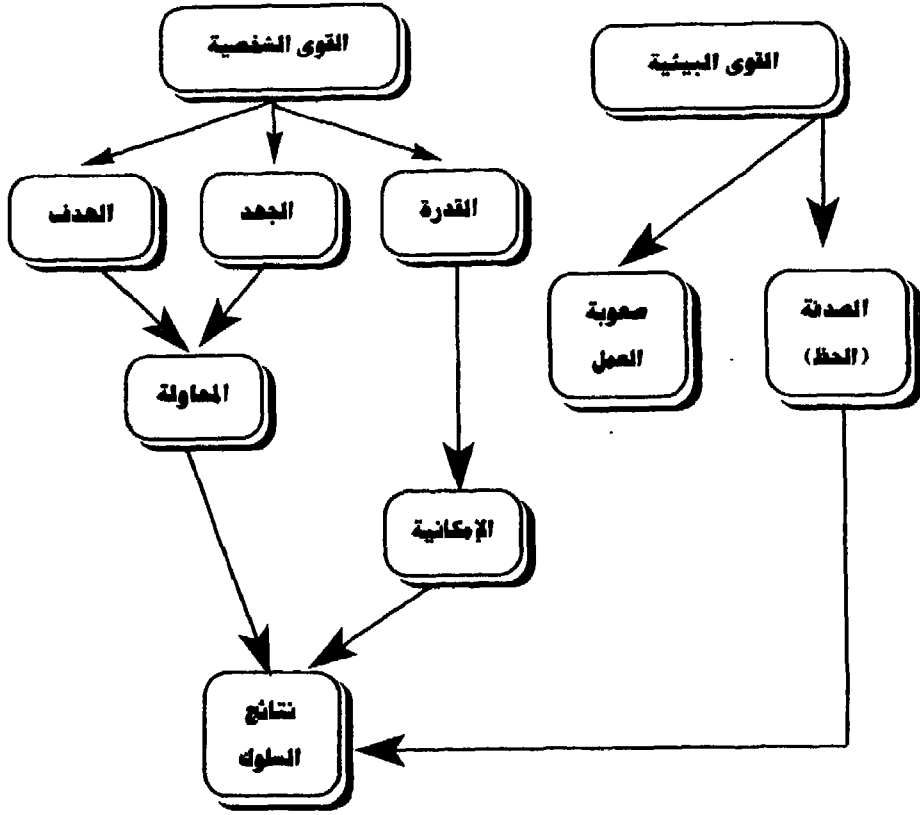 القوى الشخصية
القوى البيئية
الهدف
الجهد
القدرة
صعوبة
العمل
الصدفة
(الحظ)
المحاولة
الإمكانية
نتائج
السلوك